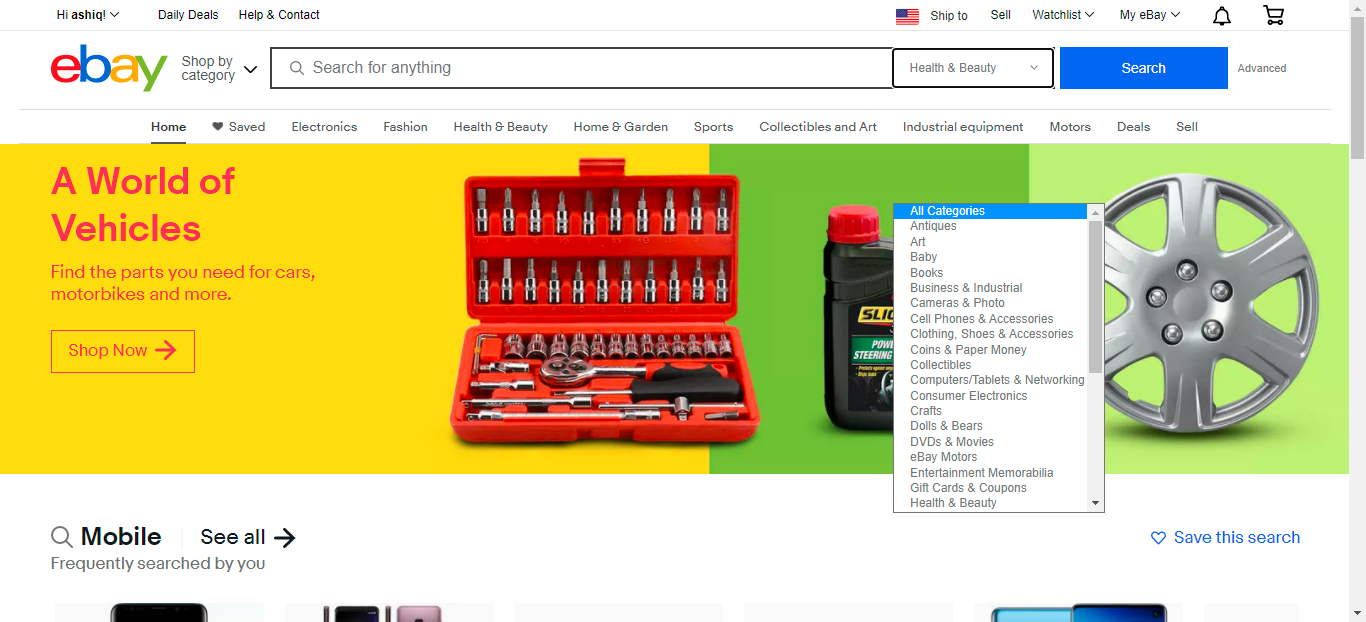 Hi ashiq!
Daily Deals
Help & Contact
Ship to
Sell
Watchlist
My eBay
ebay
Shop by
category
Search for anything
Health & Beauty
Search
Advanced
Home
Saved
Electronics
Fashion
Health & Beauty
Home & Garden
Sports
Collectibles and Art
Industrial equipment
Motors
Deals
Sell
A World of
Vehicles
Find the parts you need for cars,
motorbikes and more.
Shop Now
STEERING
All Categories
Antiques
Art
Baby
Books
Business & Industrial
Cameras & Photo
Cell Phones & Accessories
Clothing, Shoes & Accessories
Coins & Paper Money
Collectibles
Computers/Tablets & Networking
Consumer Electronics
Crafts
Dolls & Bears
DVDs & Movies
eBay Motors
Entertainment Memorabilia
Gift Cards & Coupons
Health & Beauty
Mobile
See all
Frequently searched by you
Save this search